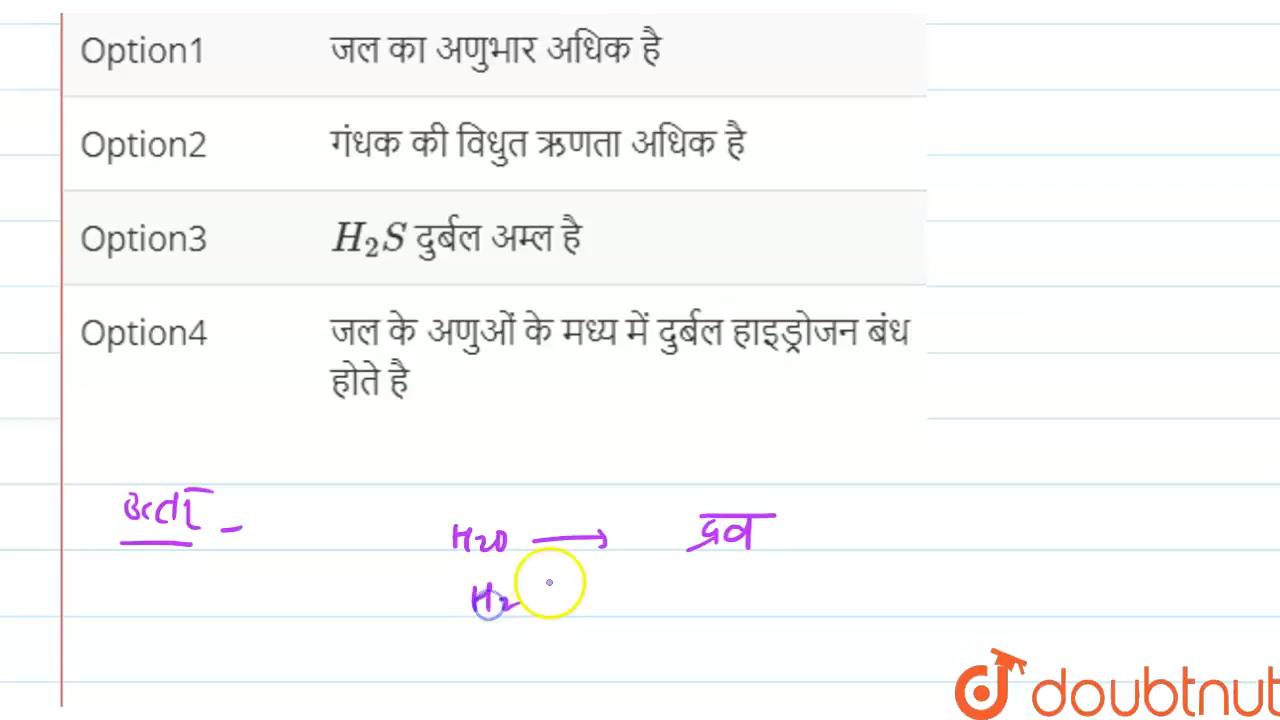 Option1 जल का अणुभार अधिक है
Option2 गंधक की विधुत ऋणता अधिक है
Option3 H₂S दुर्बल अम्ल है
Option4 जल के अणुओं के मध्य में दुर्बल हाइड्रोजन बंध
होते है
उत्तर -
H2O → द्रव
H2
doubtnut